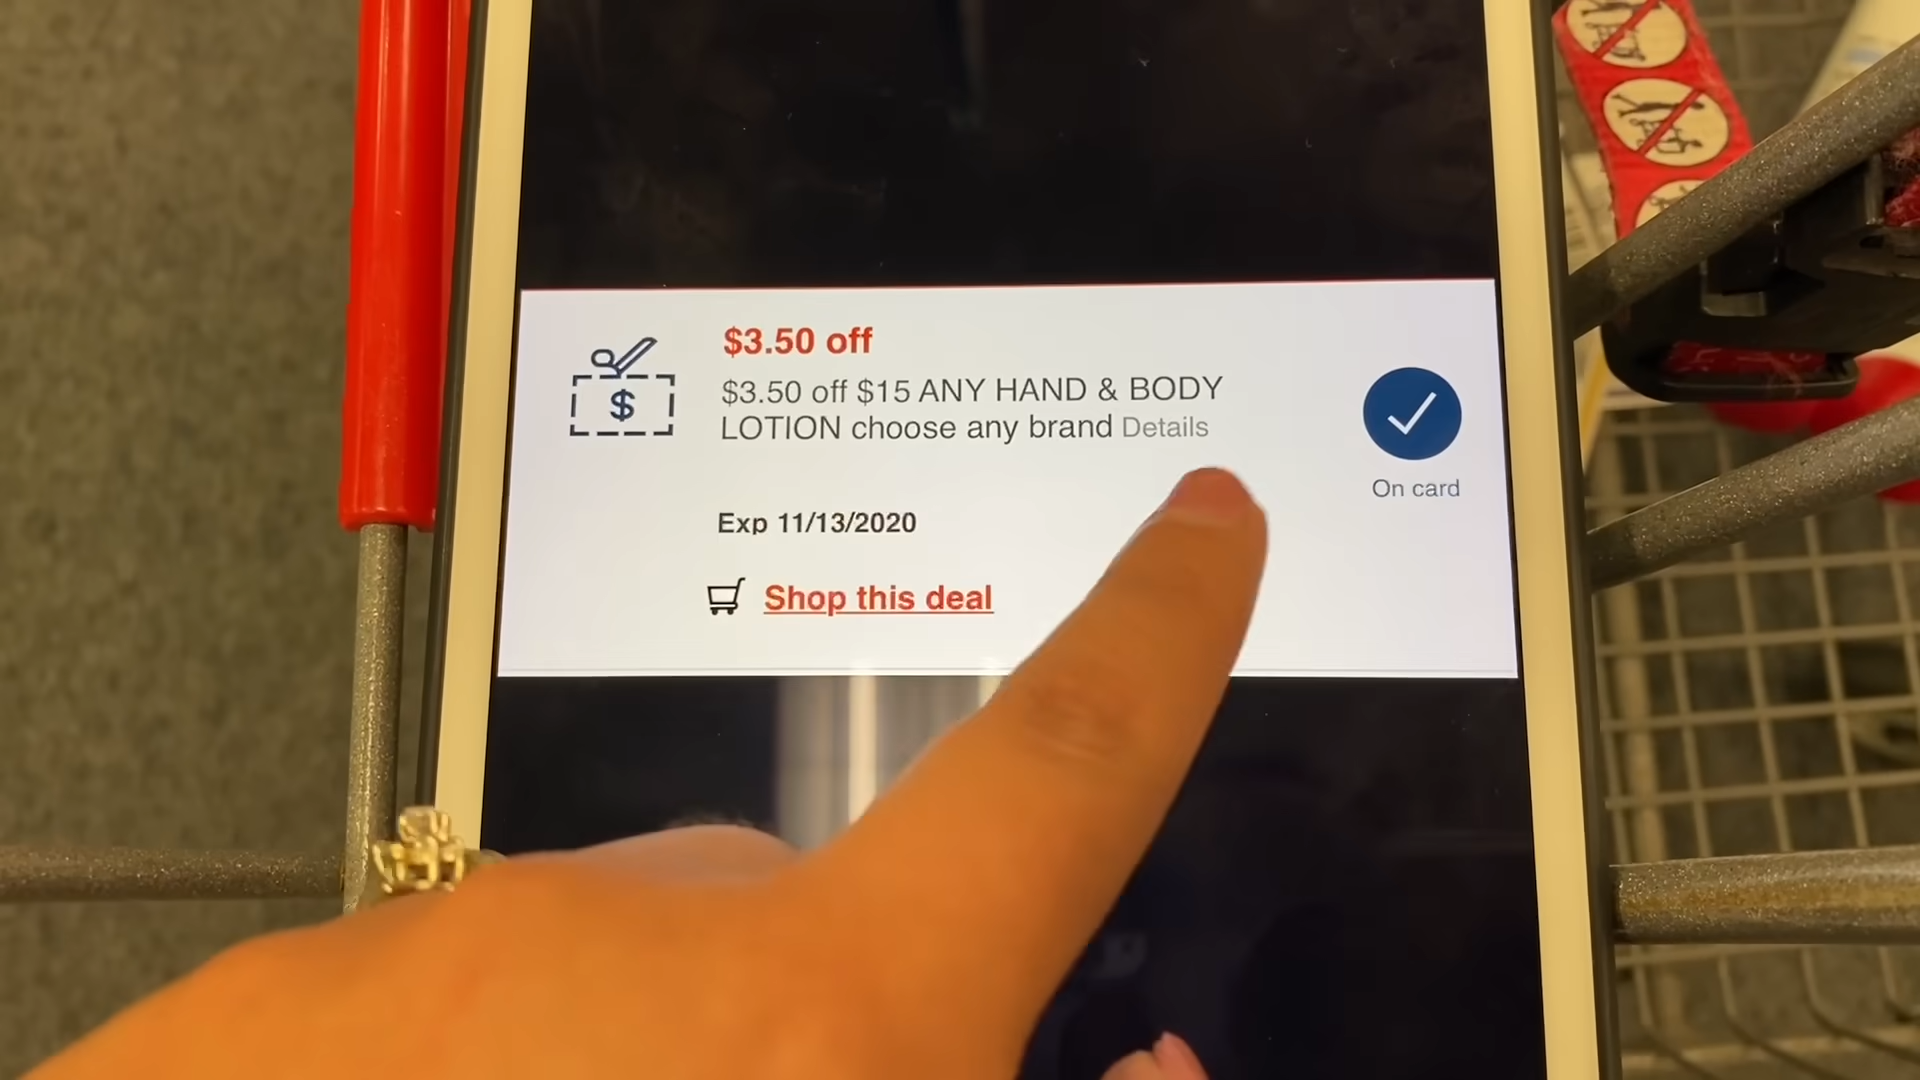 $3.50 off
$3.50 off $15 ANY HAND & BODY
LOTION choose any brand Details
On card
Exp 11/13/2020
Shop this deal